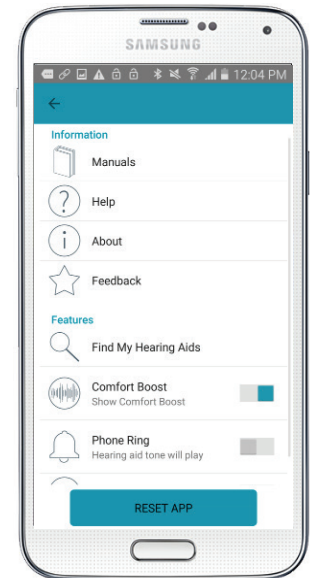 SAMSUNG
12:04 PM
Information
Manuals
Help
About
Feedback
Features
Find My Hearing Aids
Comfort Boost
Show Comfort Boost
Phone Ring
Hearing aid tone will play
RESET APP